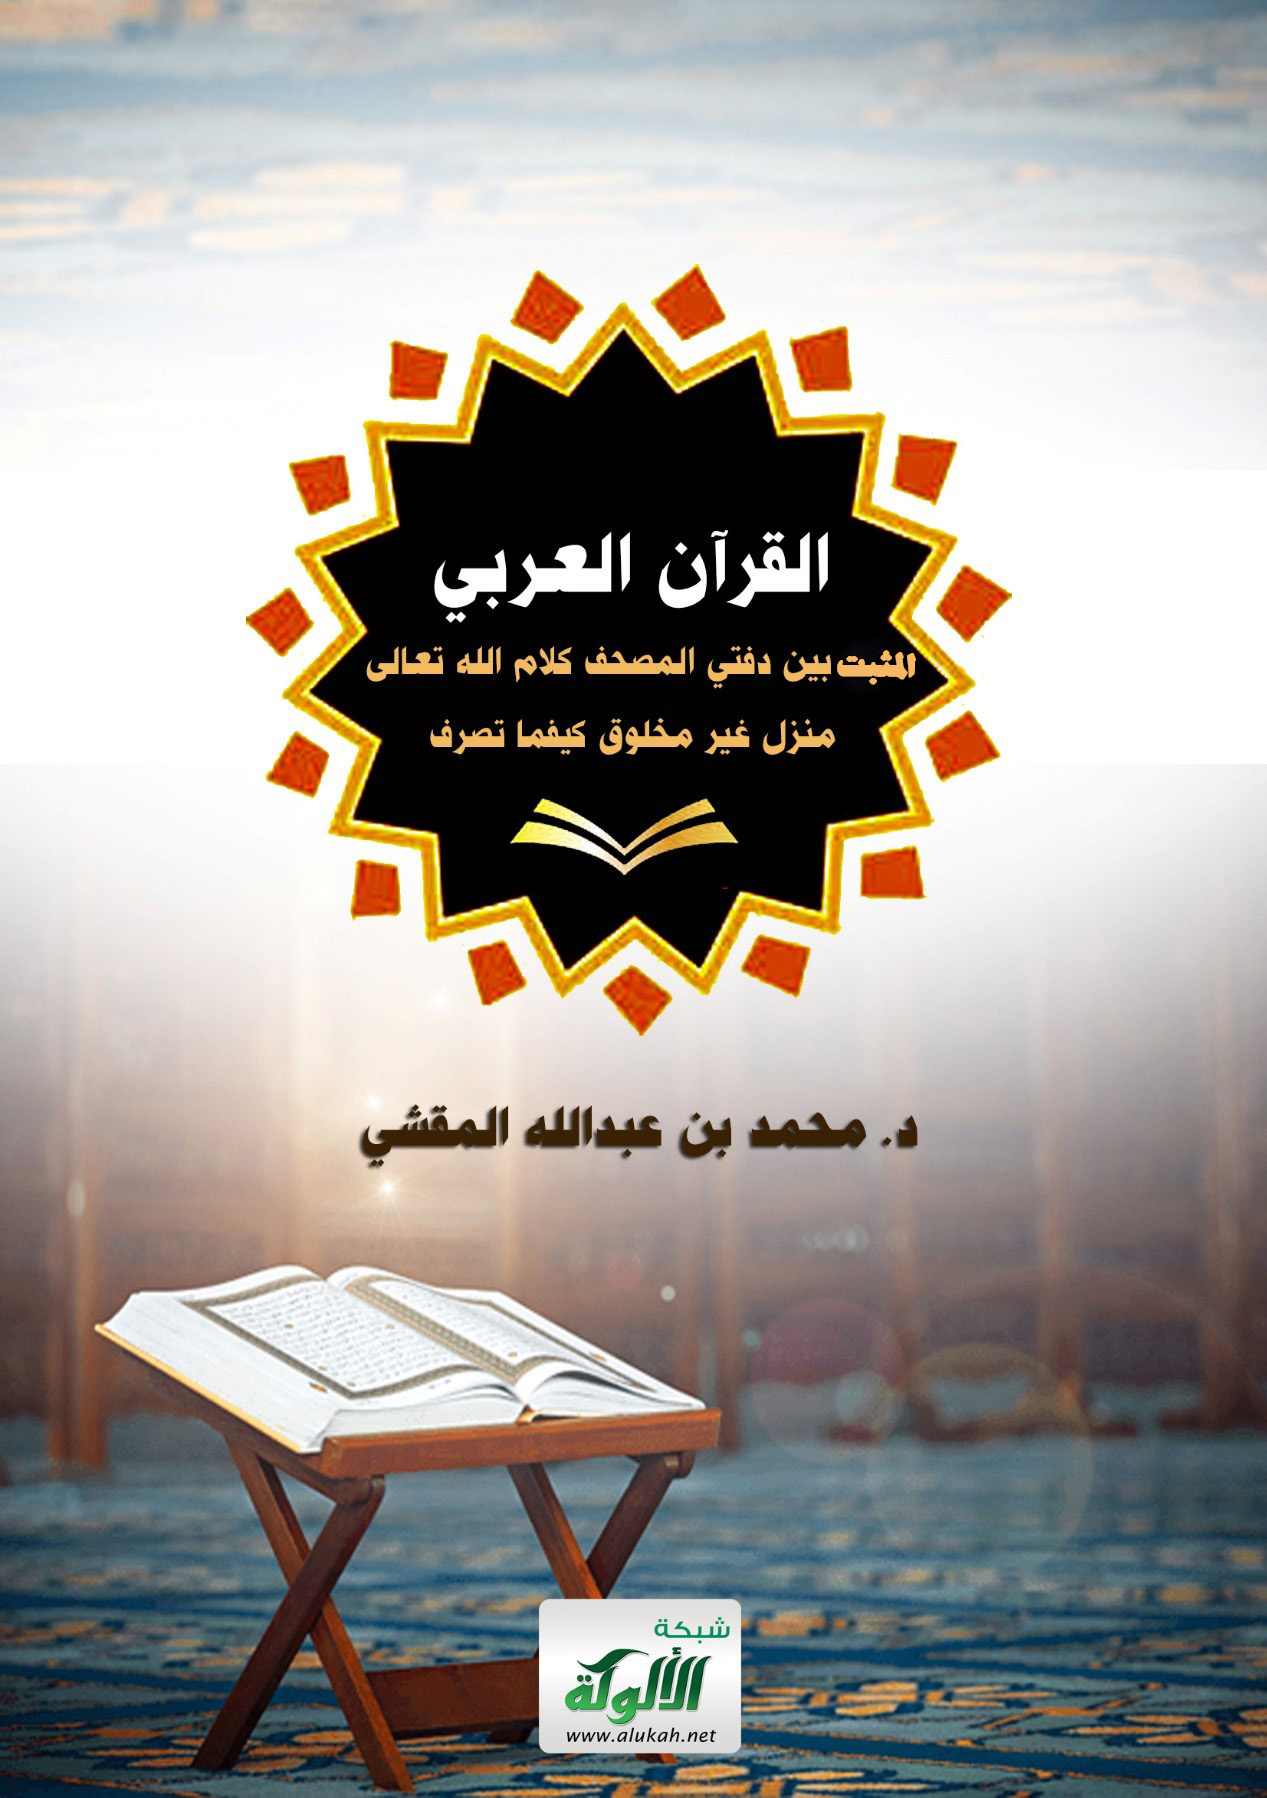 القرآن العربي
المثبت بين دفتي المصحف كلام الله تعالى
منزل غير مخلوق كيفما تصرف
د. محمد بن عبدالله المقشي
شبكة
الألوكة
www.alukah.net